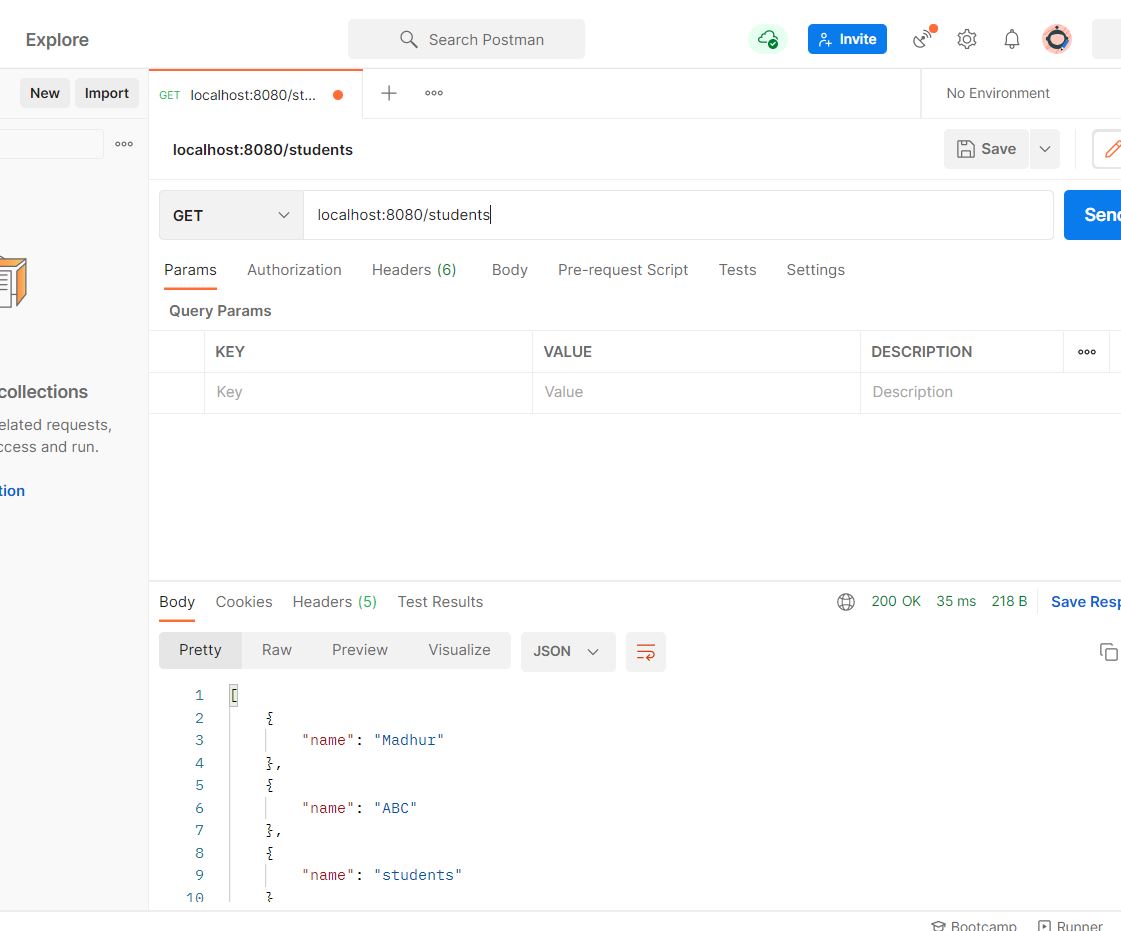 Explore
Search Postman
Invite
New Import
GET localhost:8080/st...
No Environment
localhost:8080/students
Save
GET
localhost:8080/students
Send
Params Authorization Headers (6) Body Pre-request Script Tests Settings
Query Params
KEY VALUE DESCRIPTION
Key Value Description
collections
elated requests,
ccess and run.
tion
Body Cookies Headers (5) Test Results
200 OK 35 ms 218 B Save Resp
Pretty Raw Preview Visualize JSON
1 [
2 {
3 "name": "Madhur"
4 },
5 {
6 "name": "ABC"
7 },
8 {
9 "name": "students"
10 }
Bootcamp Runner